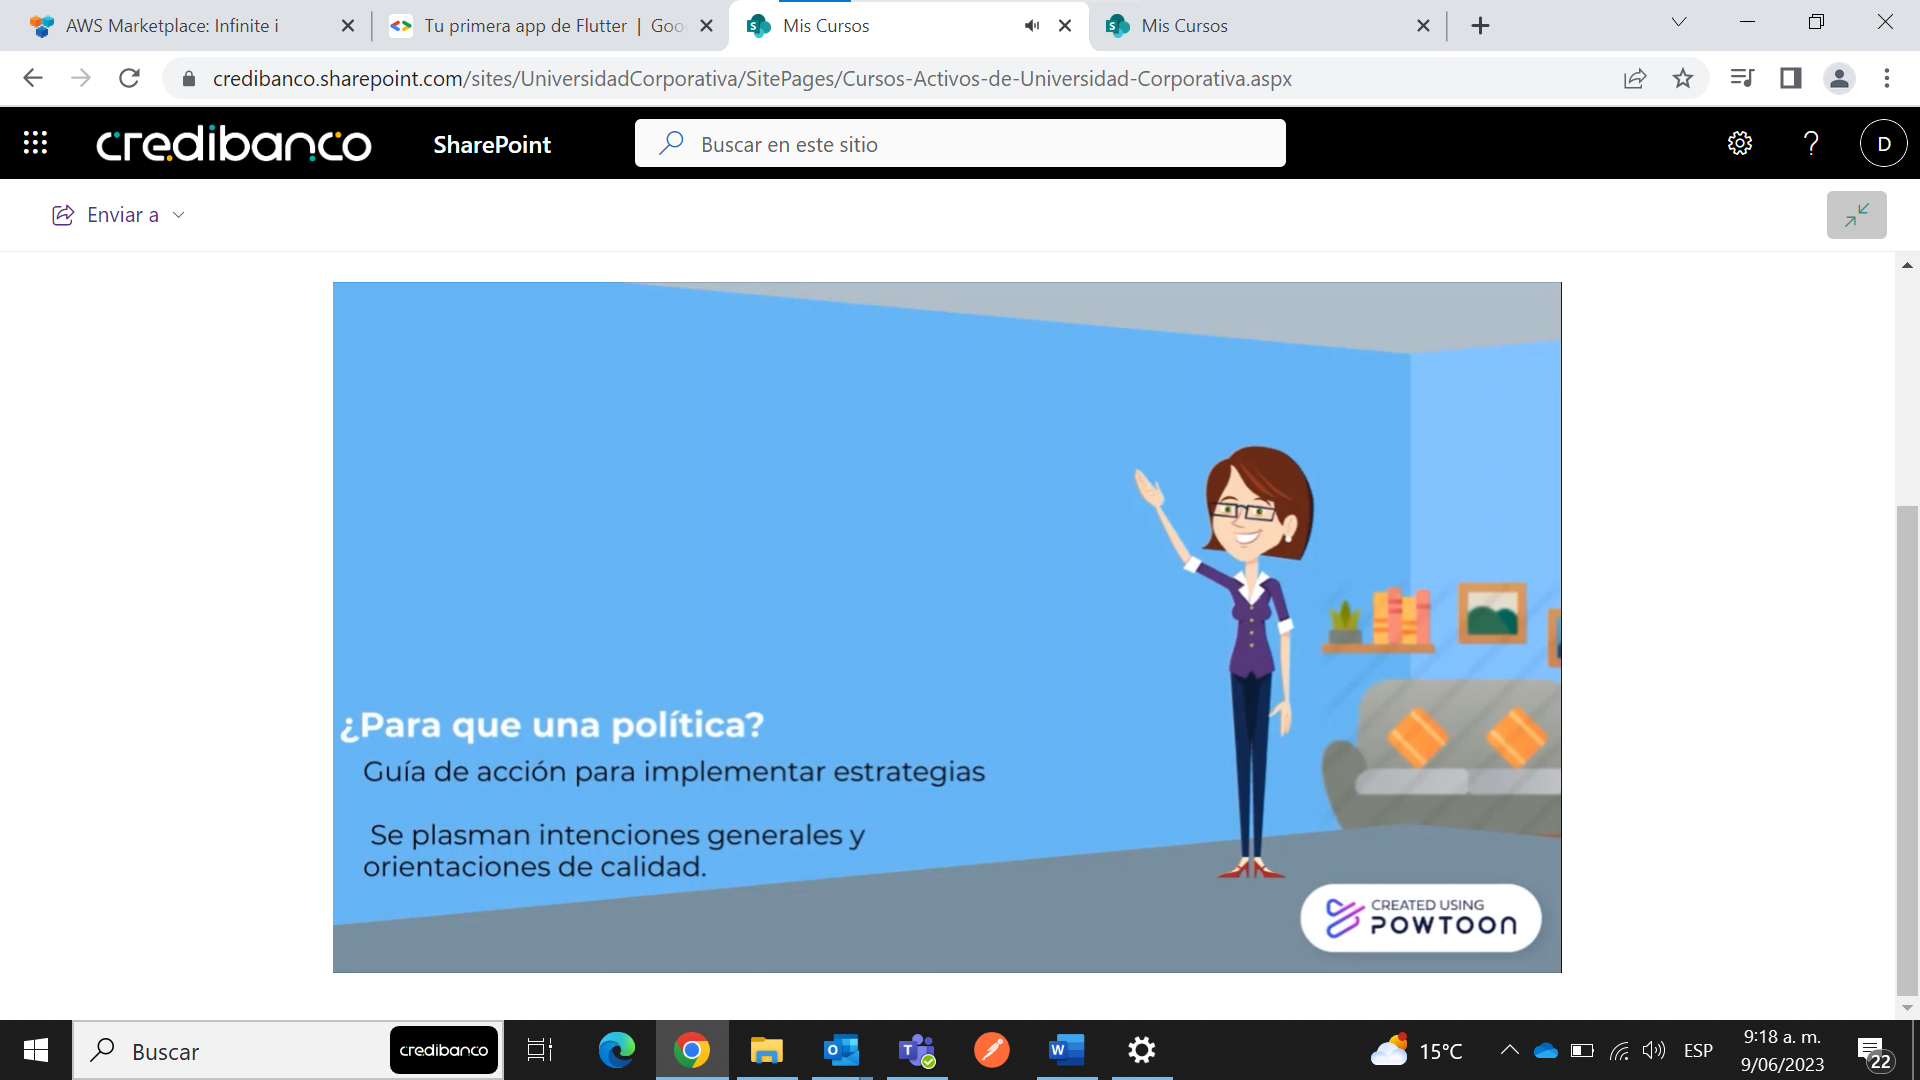 AWS Marketplace: Infinite i
Tu primera app de Flutter | Goo
Mis Cursos
Mis Cursos
credibanco.sharepoint.com/sites/UniversidadCorporativa/SitePages/Cursos-Activos-de-Universidad-Corporativa.aspx
credibanco
SharePoint
Buscar en este sitio
?
D
Enviar a
¿Para que una política?
Guía de acción para implementar estrategias
Se plasman intenciones generales y
orientaciones de calidad.
CREATED USING
POWTOON
Buscar
credibanco
15°C
ESP
9:18 a. m.
9/06/2023
22